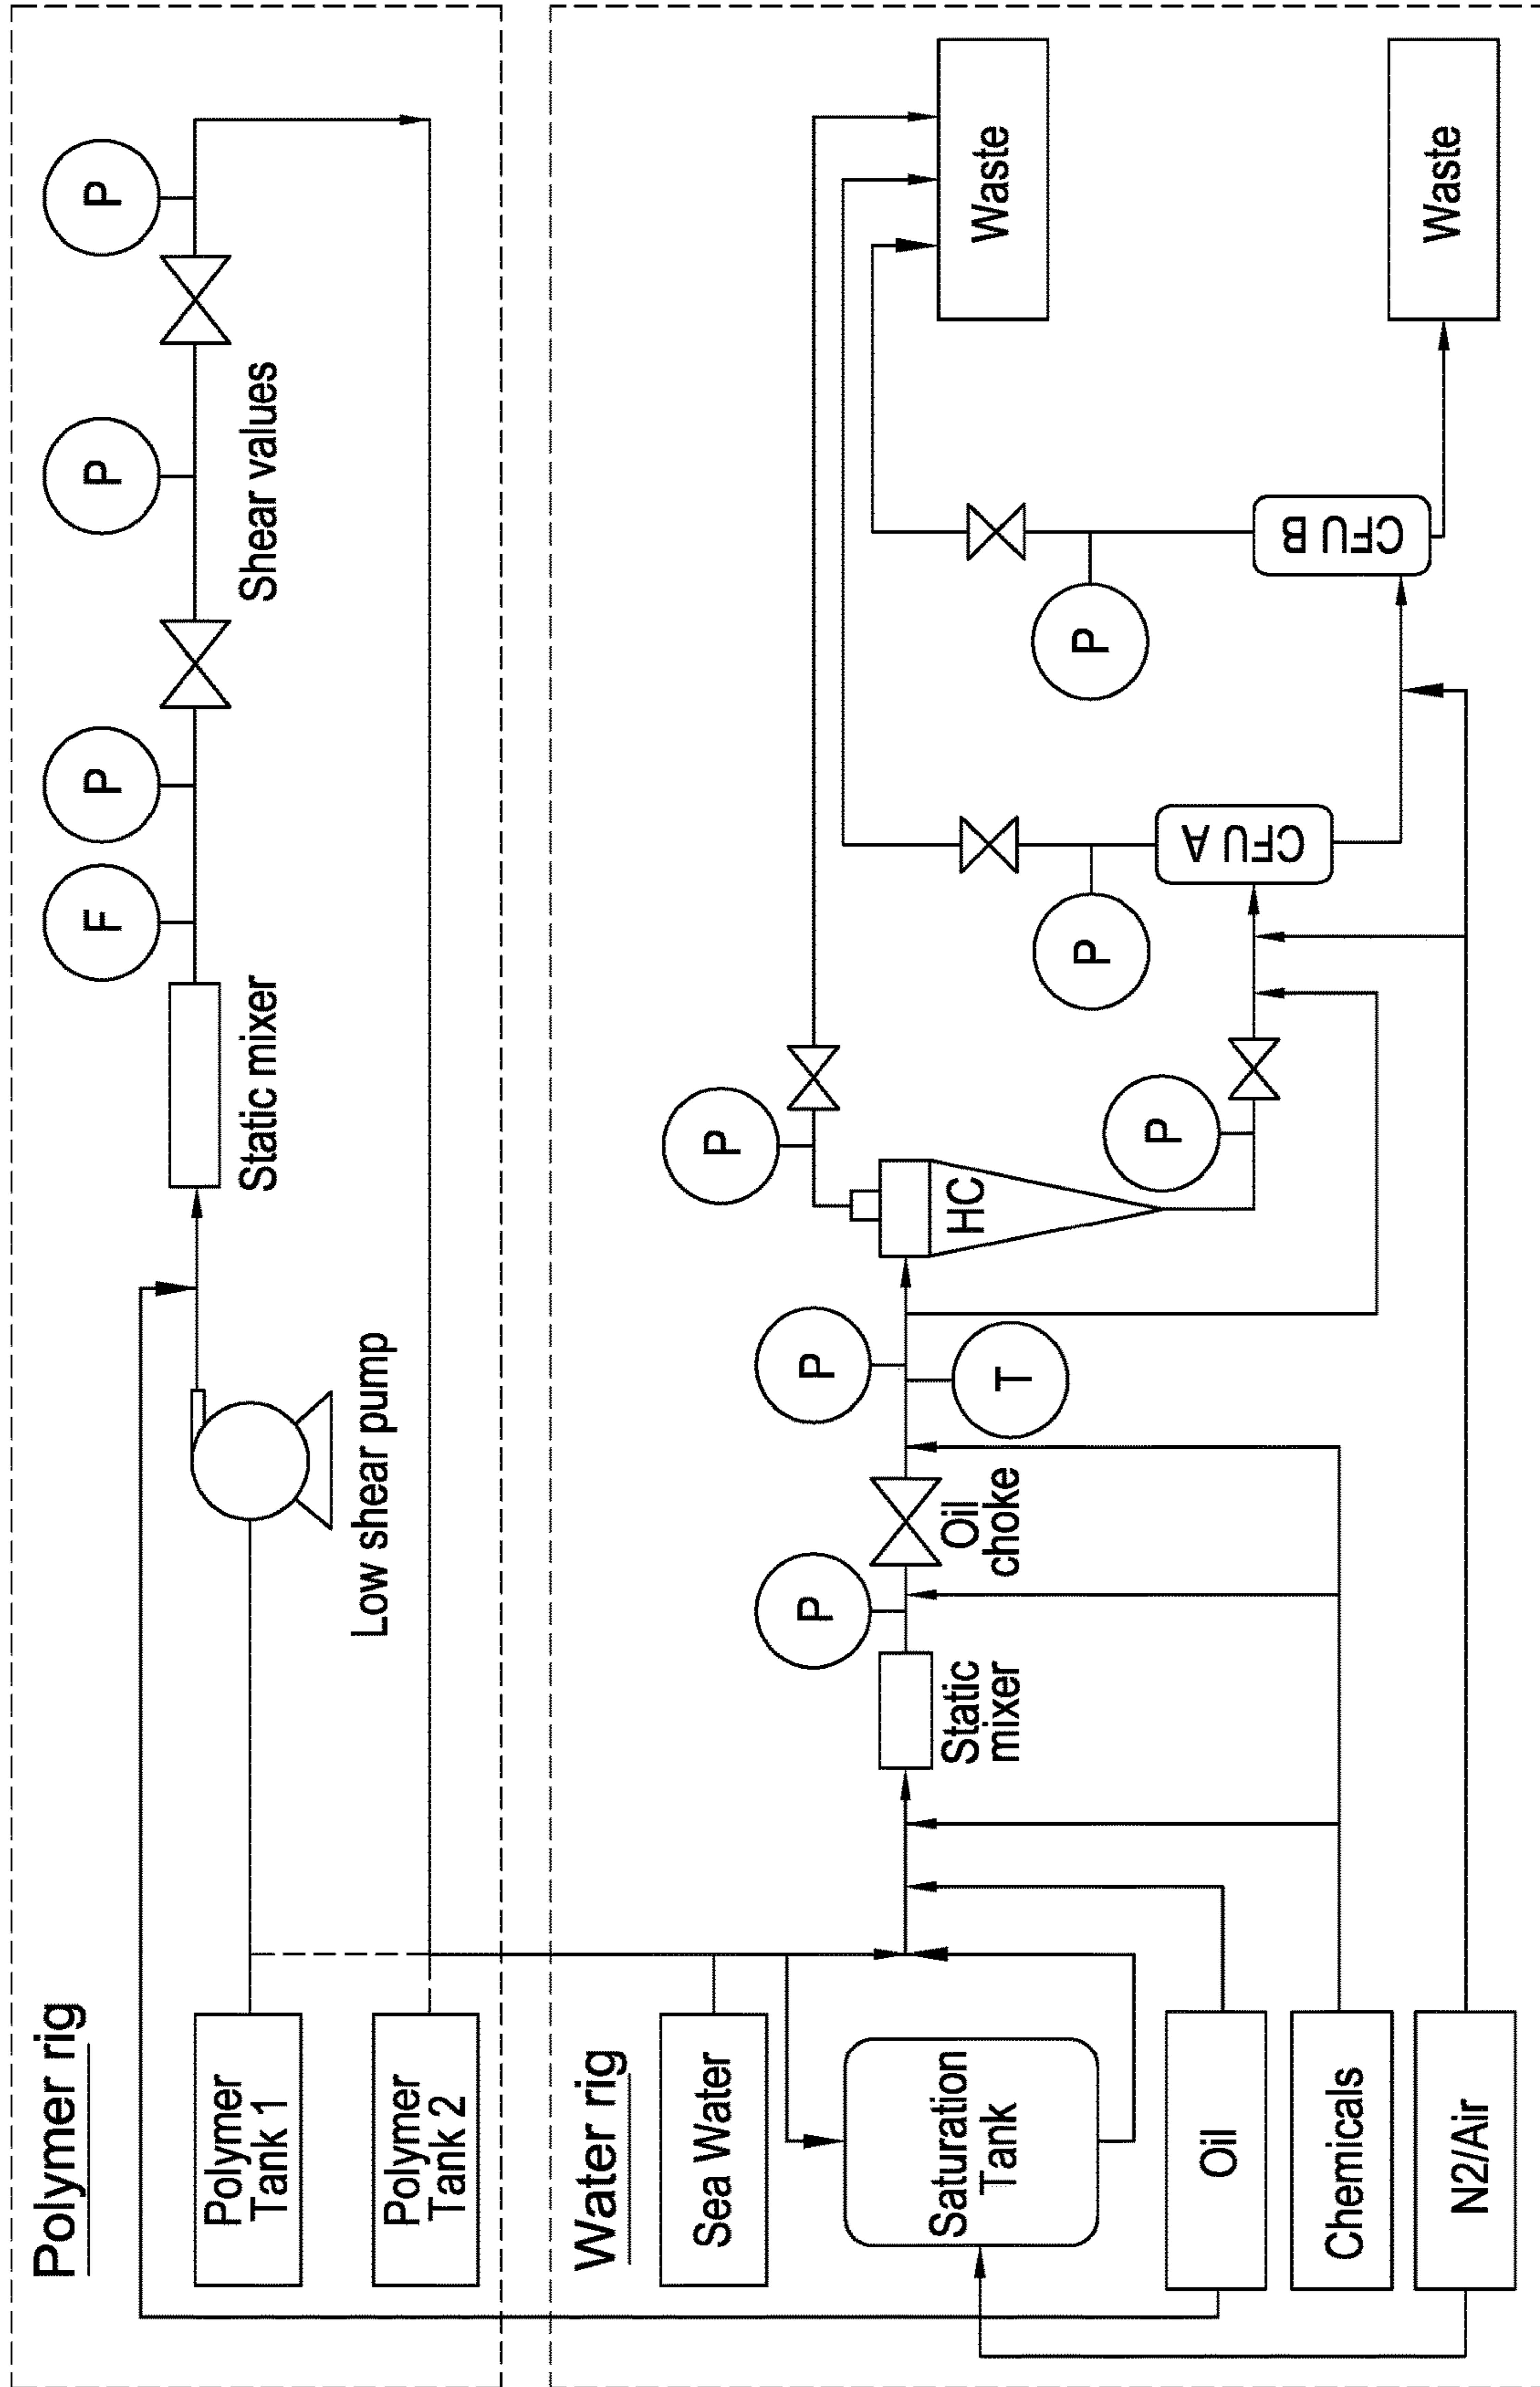 Polymer rig
Polymer
Tank 1
Polymer
Tank 2
Low shear pump
Static mixer
F
P
P
P
Shear values
Water rig
Sea Water
Saturation
Tank
Oil
Chemicals
N2/Air
Static
mixer
P
Oil
choke
P
T
HC
P
P
P
CFU A
P
CFU B
Waste
Waste